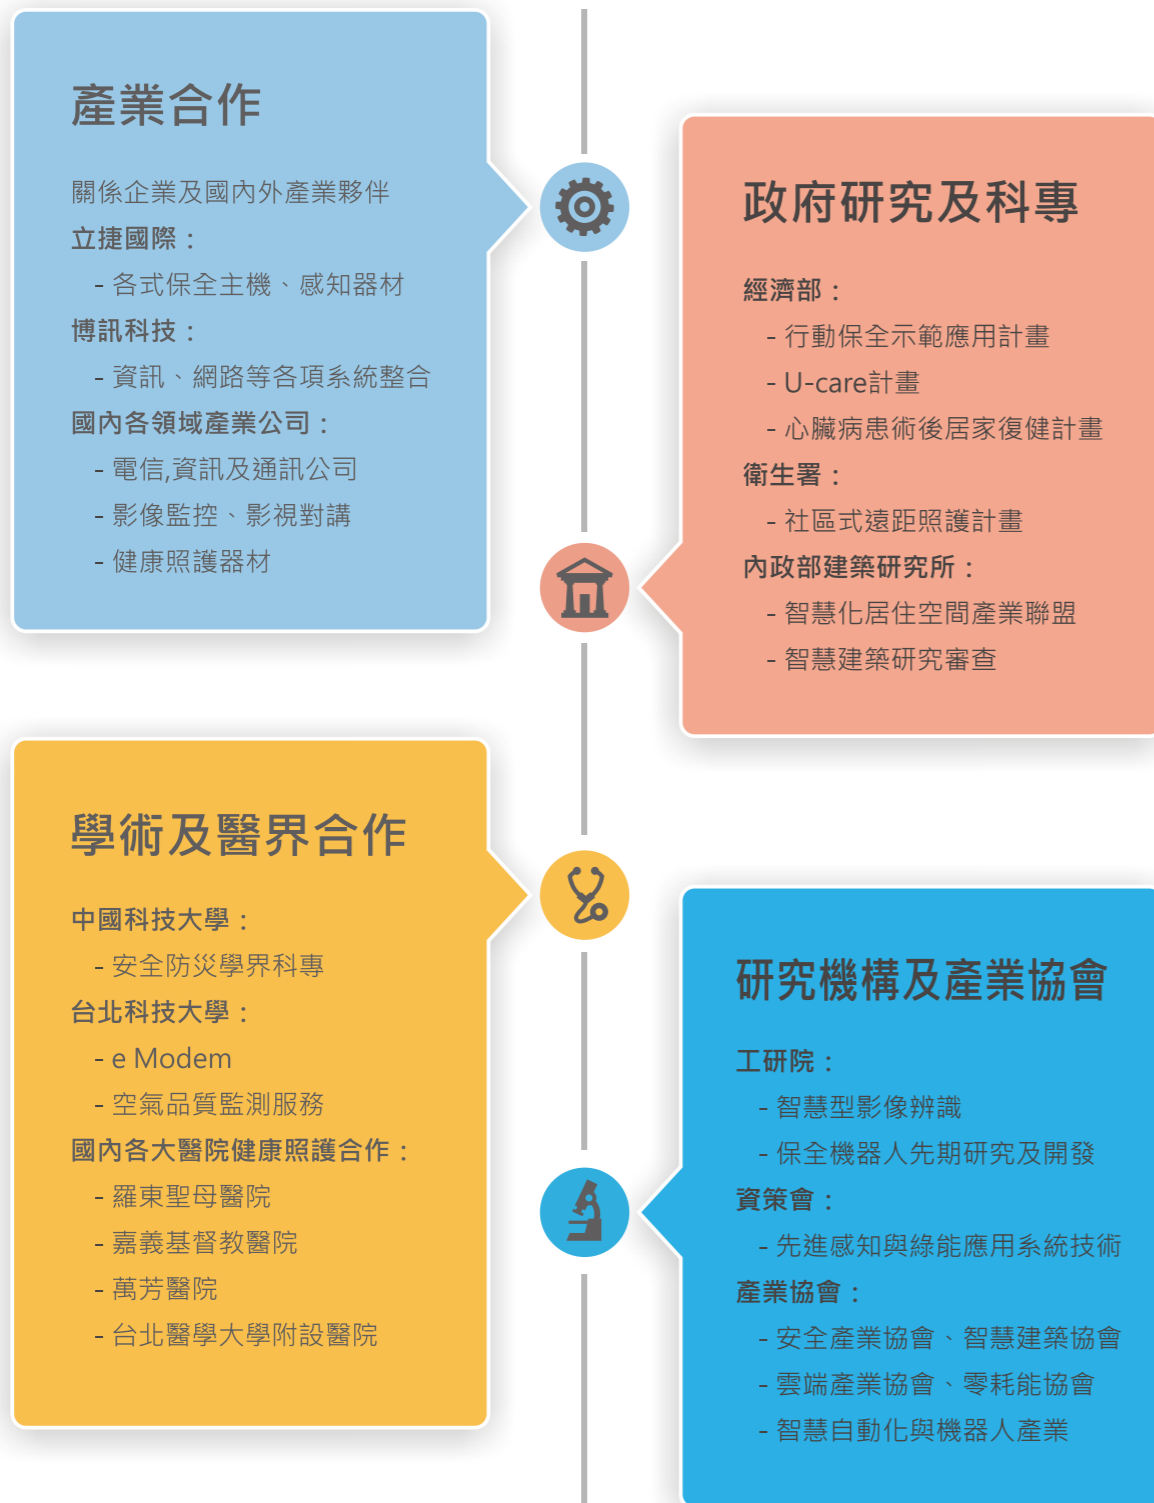 產業合作
關係企業及國內外產業夥伴
立捷國際：
- 各式保全主機、感知器材
博訊科技：
- 資訊、網路等各項系統整合
國內各領域產業公司：
- 電信,資訊及通訊公司
- 影像監控、影視對講
- 健康照護器材
政府研究及科專
經濟部：
- 行動保全示範應用計畫
- U-care計畫
- 心臟病患術後居家復健計畫
衛生署：
- 社區式遠距照護計畫
內政部建築研究所：
- 智慧化居住空間產業聯盟
- 智慧建築研究審查
學術及醫界合作
中國科技大學：
- 安全防災學界科專
台北科技大學：
- e Modem
- 空氣品質監測服務
國內各大醫院健康照護合作：
- 羅東聖母醫院
- 嘉義基督教醫院
- 萬芳醫院
- 台北醫學大學附設醫院
研究機構及產業協會
工研院：
- 智慧型影像辨識
- 保全機器人先期研究及開發
資策會：
- 先進感知與綠能應用系統技術
產業協會：
- 安全產業協會、智慧建築協會
- 雲端產業協會、零耗能協會
- 智慧自動化與機器人產業